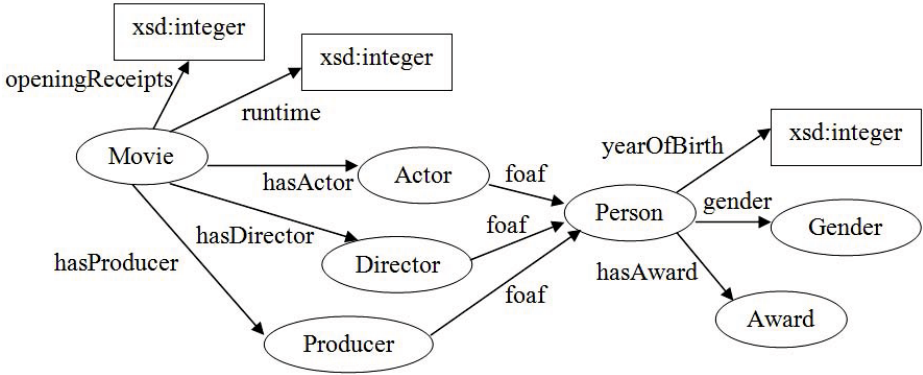 xsd:integer
xsd:integer
openingReceipts
runtime
xsd:integer
Movie
yearOfBirth
hasActor
Actor
foaf
Person
gender
Gender
hasDirector
foaf
Director
hasProducer
hasAward
foaf
Award
Producer